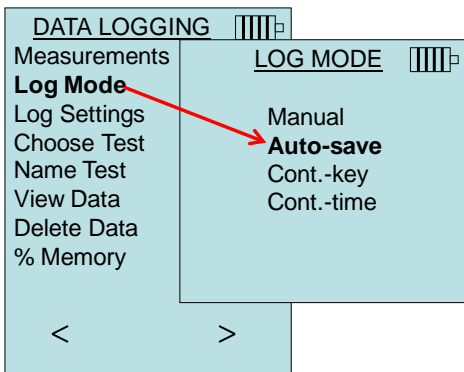 DATA LOGGING
Measurements
Log Mode
Log Settings
Choose Test
Name Test
View Data
Delete Data
% Memory
< >
LOG MODE
Manual
Auto-save
Cont.-key
Cont.-time